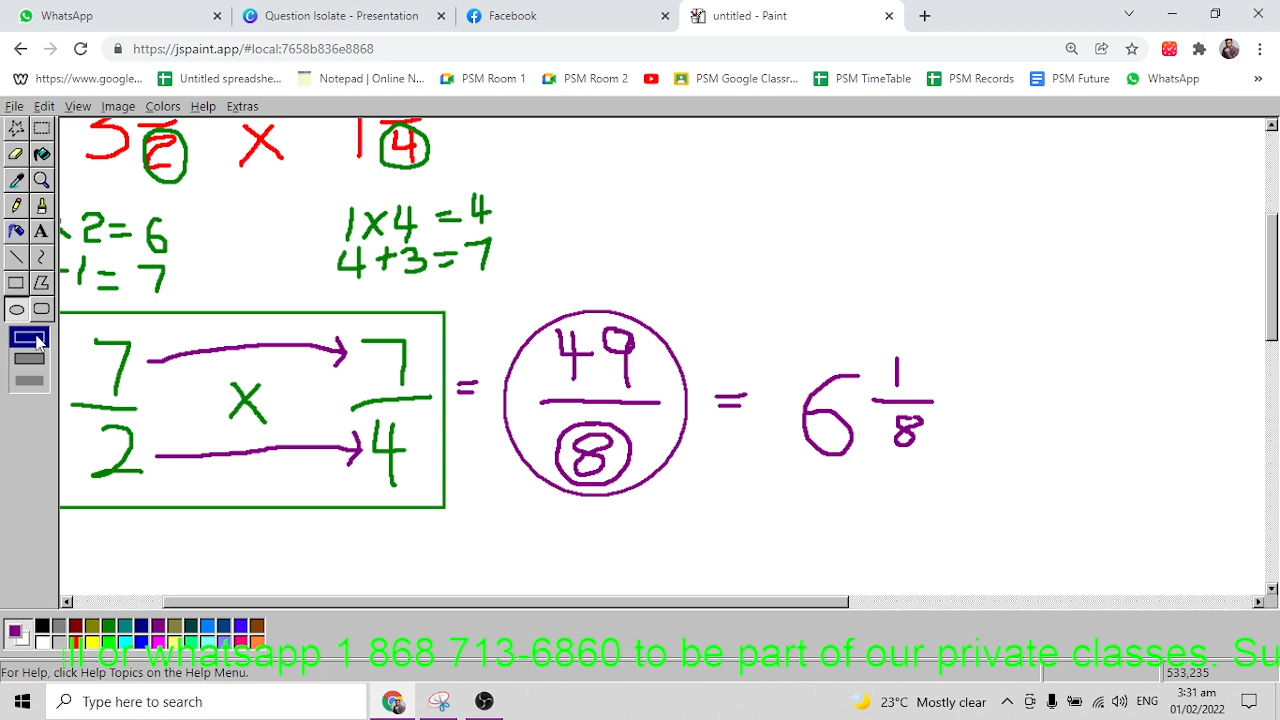 WhatsApp
Question Isolate - Presentation
Facebook
untitled - Paint
https://jspaint.app/#local:7658b836e8868
https://www.google...
Untitled spreadshe...
Notepad | Online N...
PSM Room 1
PSM Room 2
PSM Google Classr...
PSM TimeTable
PSM Records
PSM Future
WhatsApp
»
File Edit View Image Colors Help Extras
2 x 1 4
2 = 6
1 x 4 = 4
1 = 7
4 + 3 = 7
7 7 = 49 = 6 1
2 x 4 8 8
ll or whatsapp 1 868 713-6860 to be part of our private classes. Su
For Help, click Help Topics on the Help Menu.
533,235
Type here to search
23°C Mostly clear
ENG
3:31 am
01/02/2022